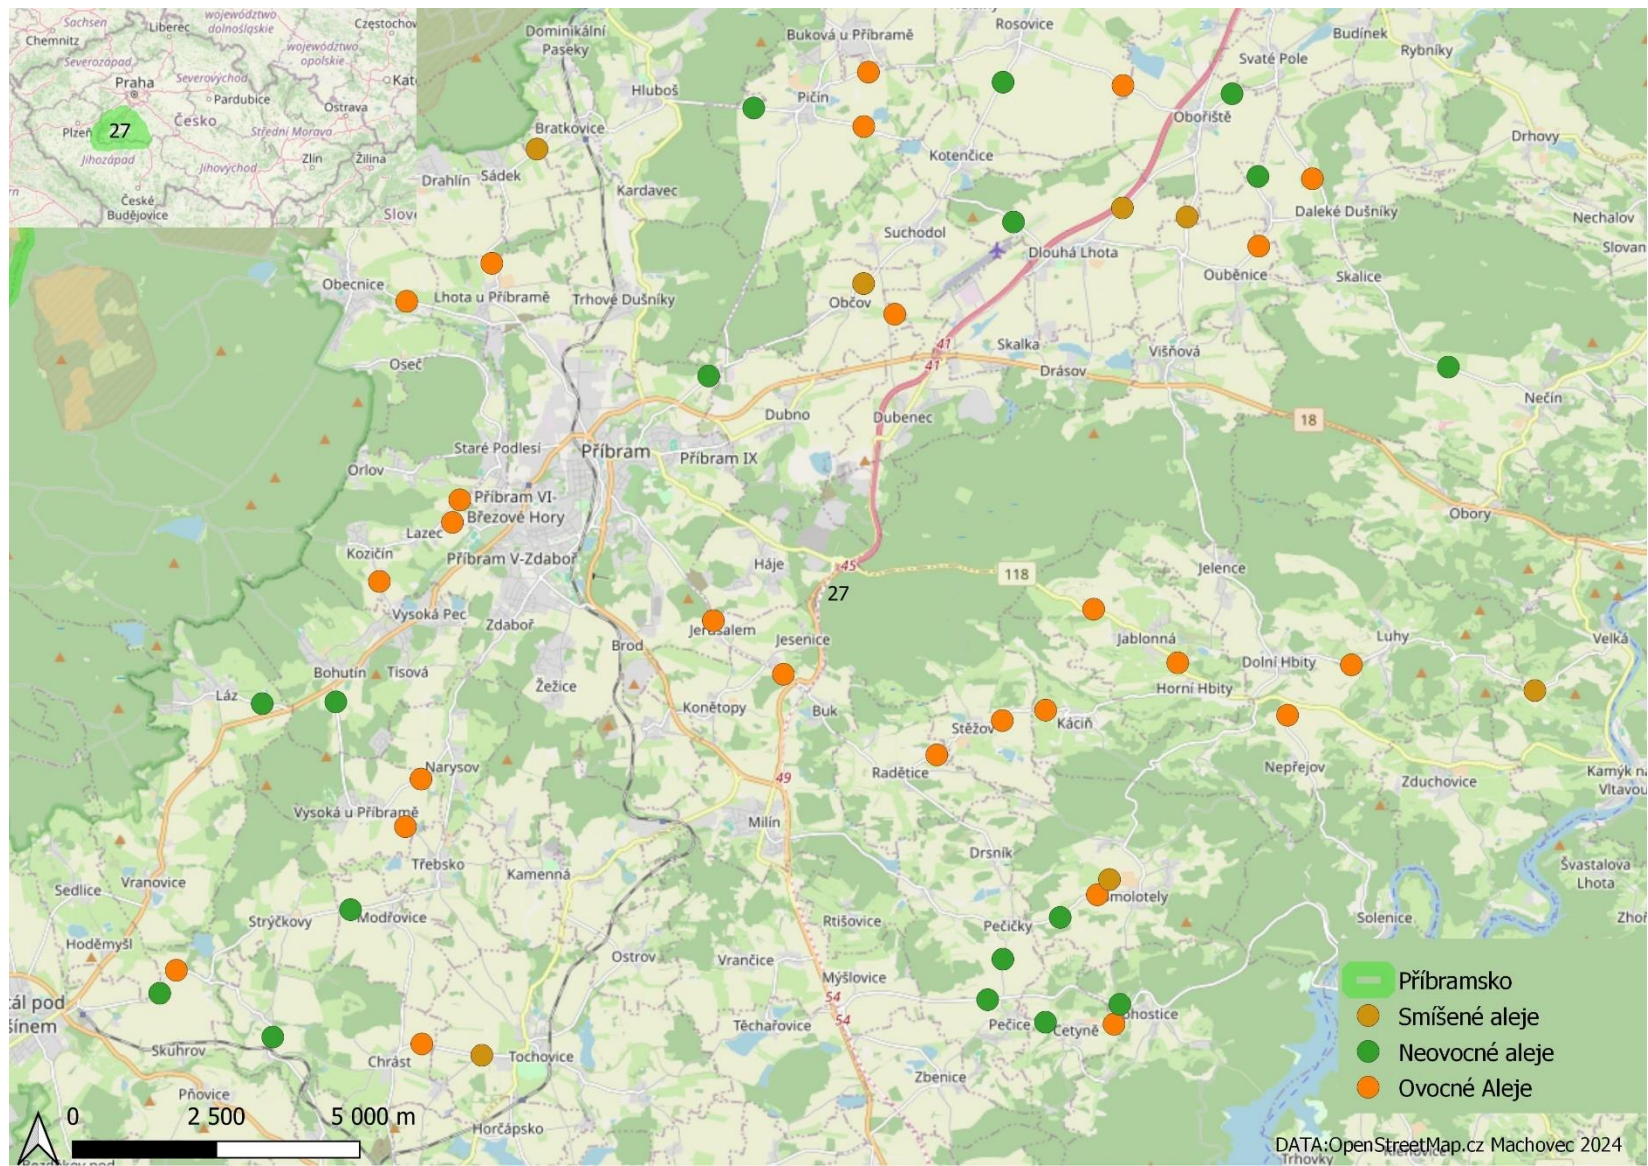 Sachsen
Chemnitz
Liberec
województwo
dolnośląskie
Częstochow
województwo
opolskie
Severozápad
Praha
Severovýchod
Kato
Pardubice
Ostrava
Plzeň
27
Česko
Střední Morava
Jihozápad
Jihovýchod
Zlín
Žilina
České
Budějovice
Slove
Dominikální
Paseky
Buková u Příbramě
Rosovice
Budínek
Rybníky
Svaté Pole
Hluboš
Pičín
Obořiště
Bratkovice
Drhovy
Kotenčice
Drahlín
Sádek
Kardavec
Daleké Dušníky
Nechalov
Suchodol
Slovan
Dlouhá Lhota
Ouběnice
Skalice
Obecnice
Lhota u Příbramě
Trhové Dušníky
Občov
41
41
Skalka
Višňová
Oseč
Drásov
Nečín
Dubno
Dubenec
18
Staré Podlesí
Příbram
Příbram IX
Orlov
Příbram VI-
Březové Hory
Obory
Lazec
Kozičín
Příbram V-Zdaboř
Háje
45
118
Jelence
27
Vysoká Pec
Zdaboř
Jerusalem
Jesenice
Jablonná
Luhy
Velká
Brod
Bohutín
Tisová
Dolní Hbity
Láz
Žežice
Horní Hbity
Konětopy
Buk
Stěžov
Káciň
Narysov
49
Radětice
Nepřejov
Zduchovice
Kamýk na
Vltavou
Vysoká u Příbramě
Milín
Třebsko
Drsník
Švastalova
Lhota
Kamenná
Vranovice
Sedlice
Smolotely
Strýčkovy
Modřovice
Rtišovice
Pečičky
Solenice
Zhoř
Hoděmyšl
Ostrov
Vrančice
Mýšlovice
Příbramsko
54
54
Smíšené aleje
Těchařovice
Pečice
Cetyně
Bohostice
Skuhrov
Chrást
Tochovice
Neovocné aleje
Zbenice
Ovocné Aleje
Pňovice
0 2 500 5 000 m
Horčápsko
DATA:OpenStreetMap.cz Machovec 2024
Trhovky